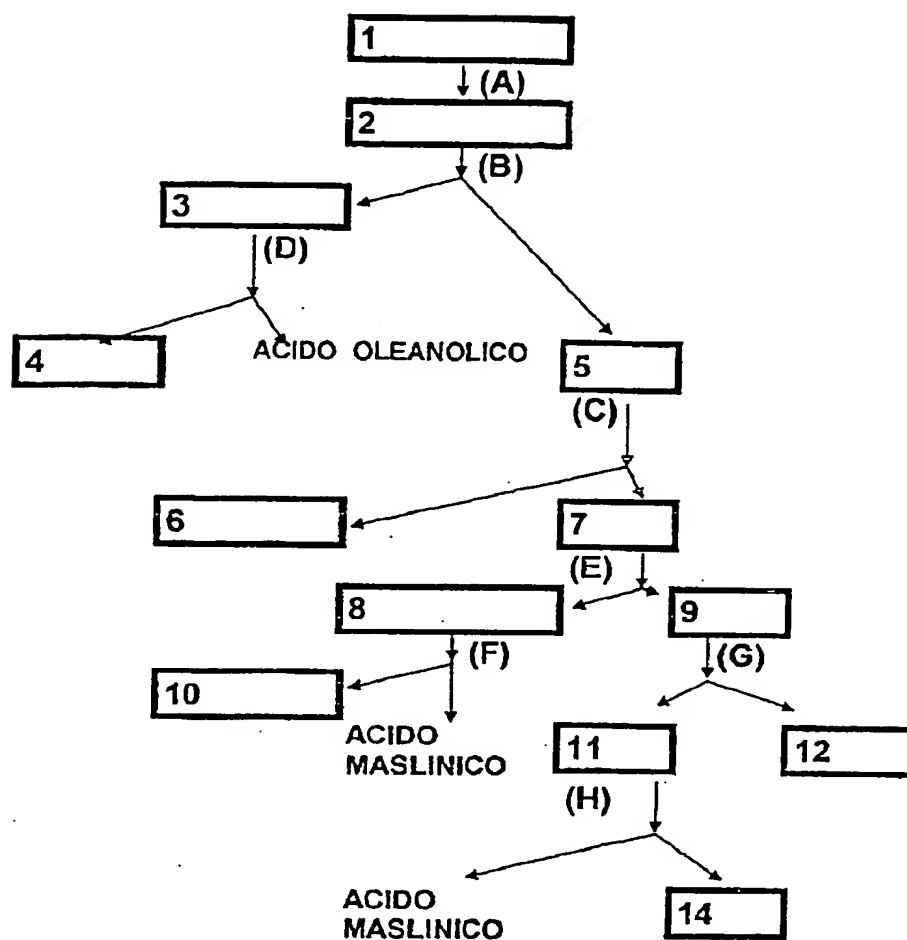 1
(A)
2
(B)
3
(D)
4
ACIDO OLEANOLICO
5
(C)
6
7
(E)
8
9
(F)
(G)
10
ACIDO
MASLINICO
11
12
(H)
ACIDO
MASLINICO
14